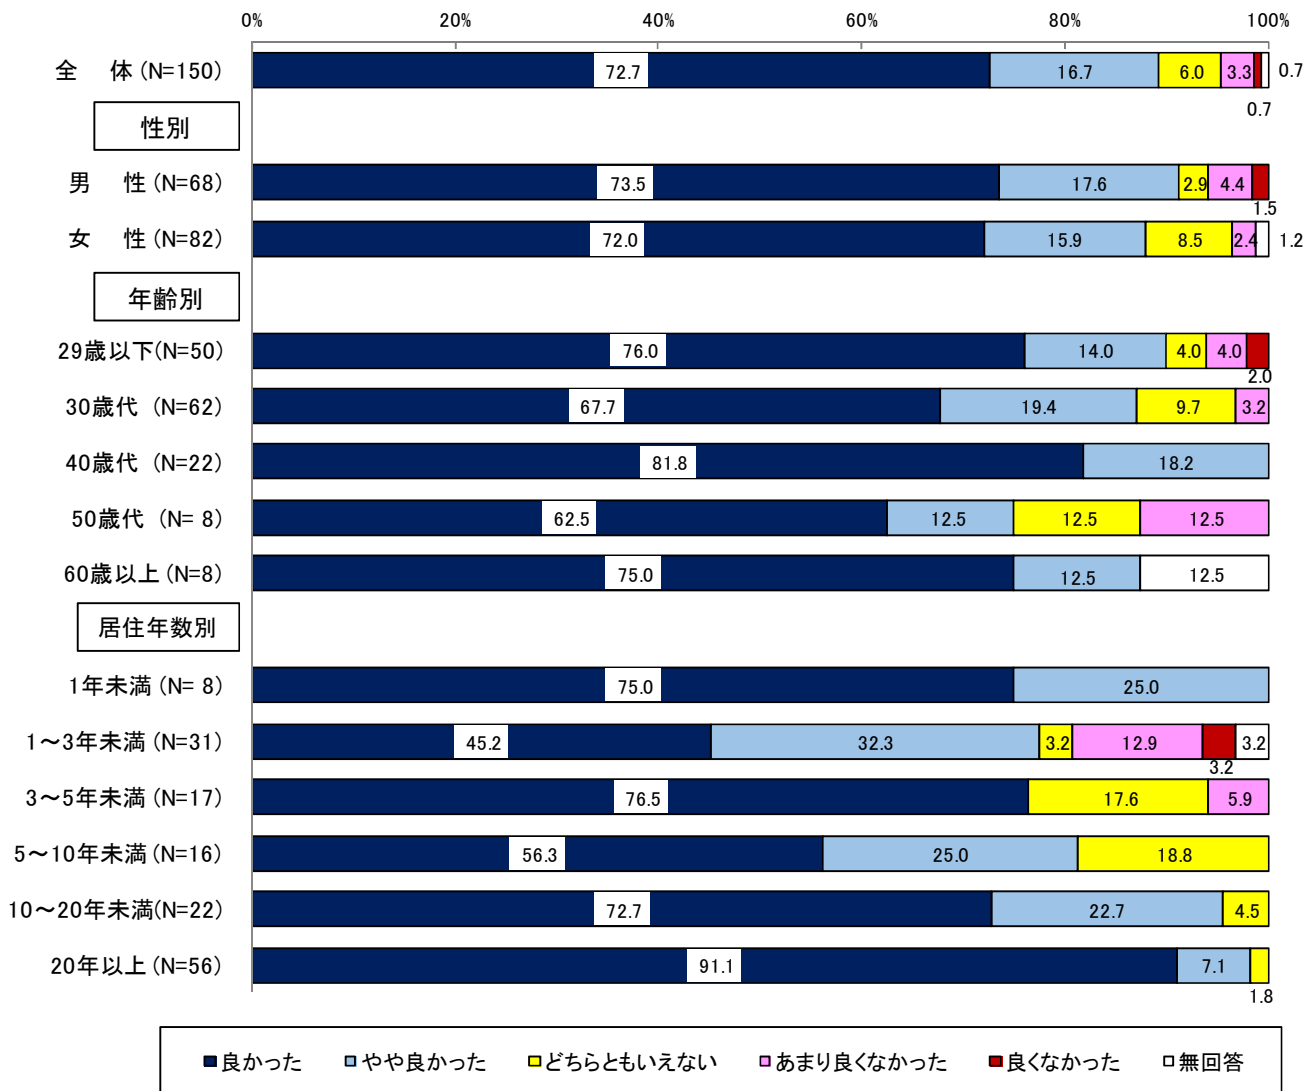 0% 20% 40% 60% 80% 100%
全 体 (N=150) 72.7 16.7 6.0 3.3 0.7
0.7
性別
男 性 (N=68) 73.5 17.6 2.9 4.4
1.5
女 性 (N=82) 72.0 15.9 8.5 2.4 1.2
年齢別
29歳以下(N=50) 76.0 14.0 4.0 4.0
2.0
30歳代 (N=62) 67.7 19.4 9.7 3.2
40歳代 (N=22) 81.8 18.2
50歳代 (N= 8) 62.5 12.5 12.5 12.5
60歳以上 (N=8) 75.0 12.5 12.5
居住年数別
1年未満 (N= 8) 75.0 25.0
1～3年未満 (N=31) 45.2 32.3 3.2 12.9 3.2
3.2
3～5年未満 (N=17) 76.5 17.6 5.9
5～10年未満 (N=16) 56.3 25.0 18.8
10～20年未満(N=22) 72.7 22.7 4.5
20年以上 (N=56) 91.1 7.1
1.8
良かった やや良かった どちらともいえない あまり良くなかった 良くなかった 無回答